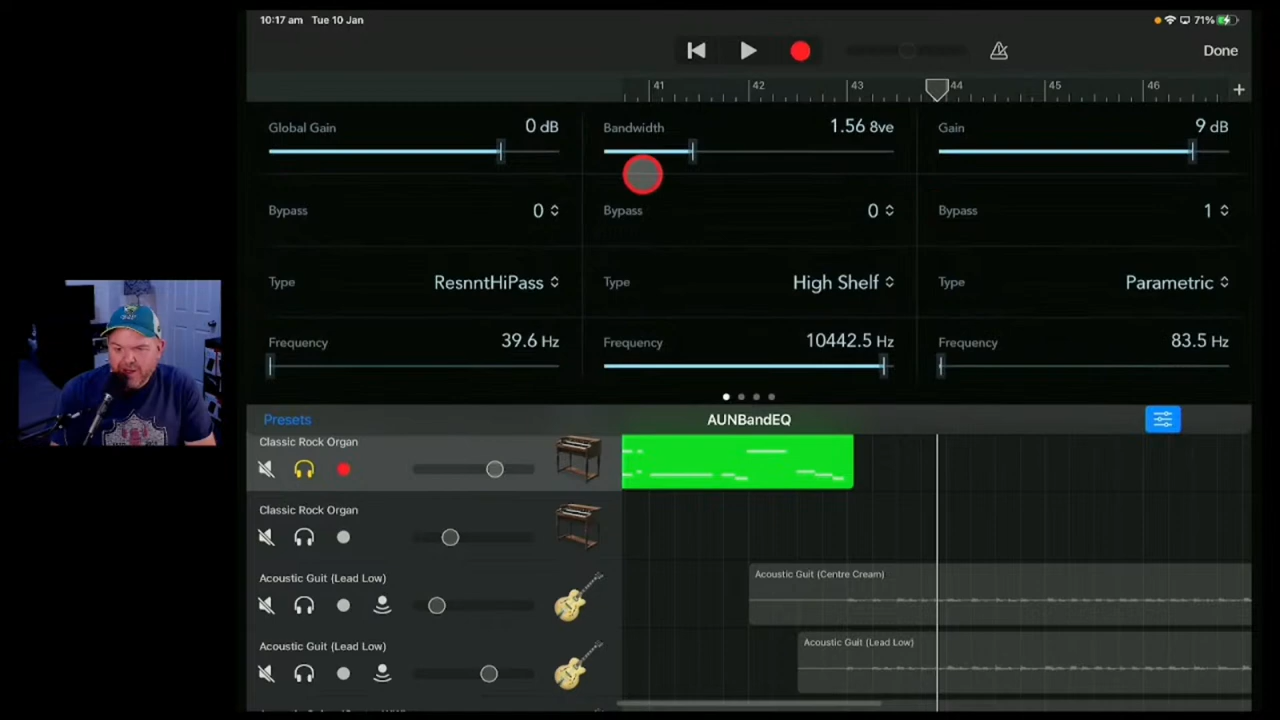 10:17 am Tue 10 Jan
71%
Done
41 42 43 44 45 46
Global Gain 0 dB Bandwidth 1.56 8ve Gain 9 dB
Bypass 0 Bypass 0 Bypass 1
Type ResnntHiPass Type High Shelf Type Parametric
Frequency 39.6 Hz Frequency 10442.5 Hz Frequency 83.5 Hz
Presets AUNBandEQ
Classic Rock Organ
Classic Rock Organ
Acoustic Guit (Lead Low) Acoustic Guit (Centre Cream)
Acoustic Guit (Lead Low) Acoustic Guit (Lead Low)